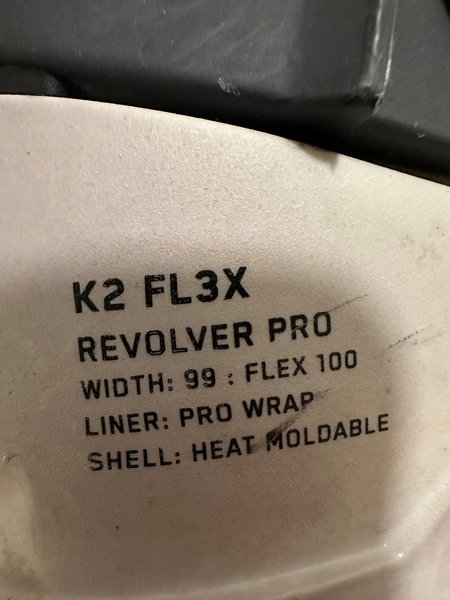 K2 FL3X
REVOLVER PRO
WIDTH: 99 : FLEX 100
LINER: PRO WRAP
SHELL: HEAT MOLDABLE